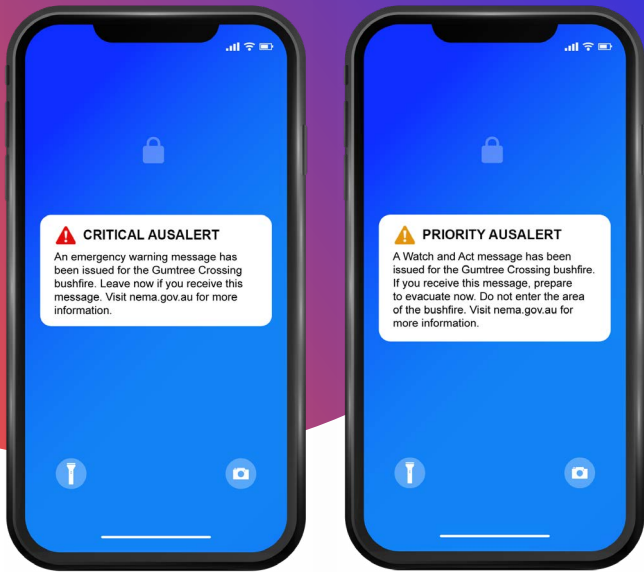 CRITICAL AUSALERT
An emergency warning message has
been issued for the Gumtree Crossing
bushfire. Leave now if you receive this
message. Visit nema.gov.au for more
information.
PRIORITY AUSALERT
A Watch and Act message has been
issued for the Gumtree Crossing bushfire.
If you receive this message, prepare
to evacuate now. Do not enter the area
of the bushfire. Visit nema.gov.au for
more information.